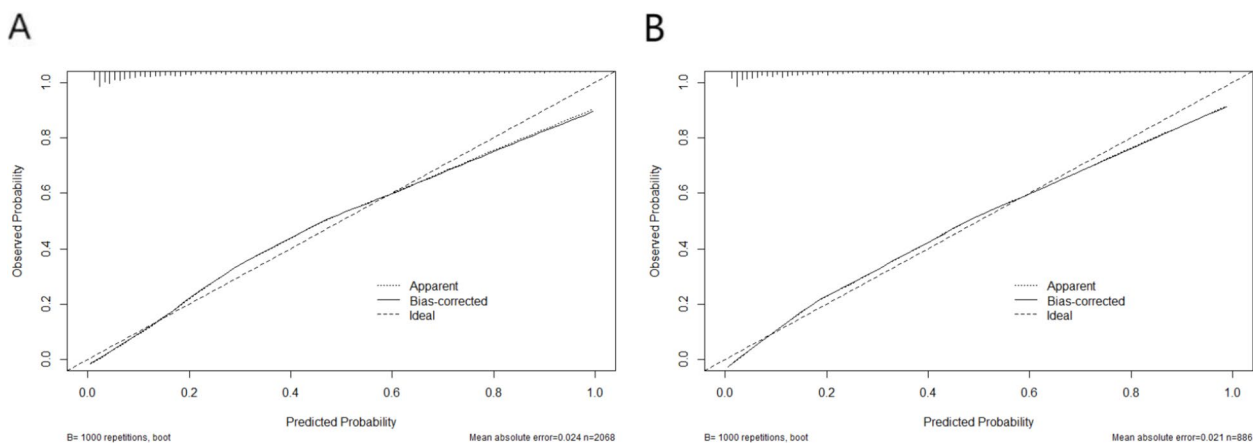 A
1.0
0.8
0.6
0.4
0.2
0.0
Observed Probability
Apparent
Bias-corrected
Ideal
0.0 0.2 0.4 0.6 0.8 1.0
Predicted Probability
B= 1000 repetitions, boot
Mean absolute error=0.024 n=2068
B
1.0
0.8
0.6
0.4
0.2
0.0
Observed Probability
Apparent
Bias-corrected
Ideal
0.0 0.2 0.4 0.6 0.8 1.0
Predicted Probability
B= 1000 repetitions, boot
Mean absolute error=0.021 n=886